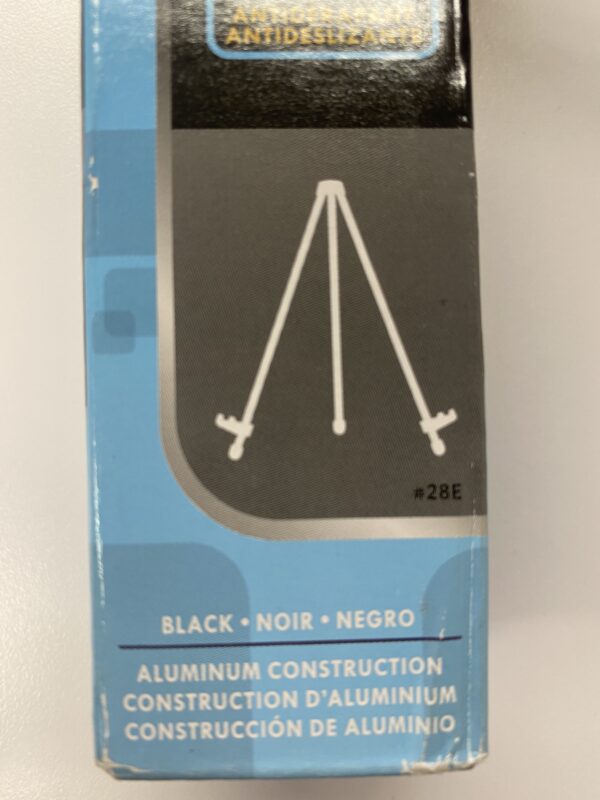 ANTIDESLIZANTE
#28E
BLACK • NOIR • NEGRO
ALUMINUM CONSTRUCTION
CONSTRUCTION D'ALUMINIUM
CONSTRUCCIÓN DE ALUMINIO